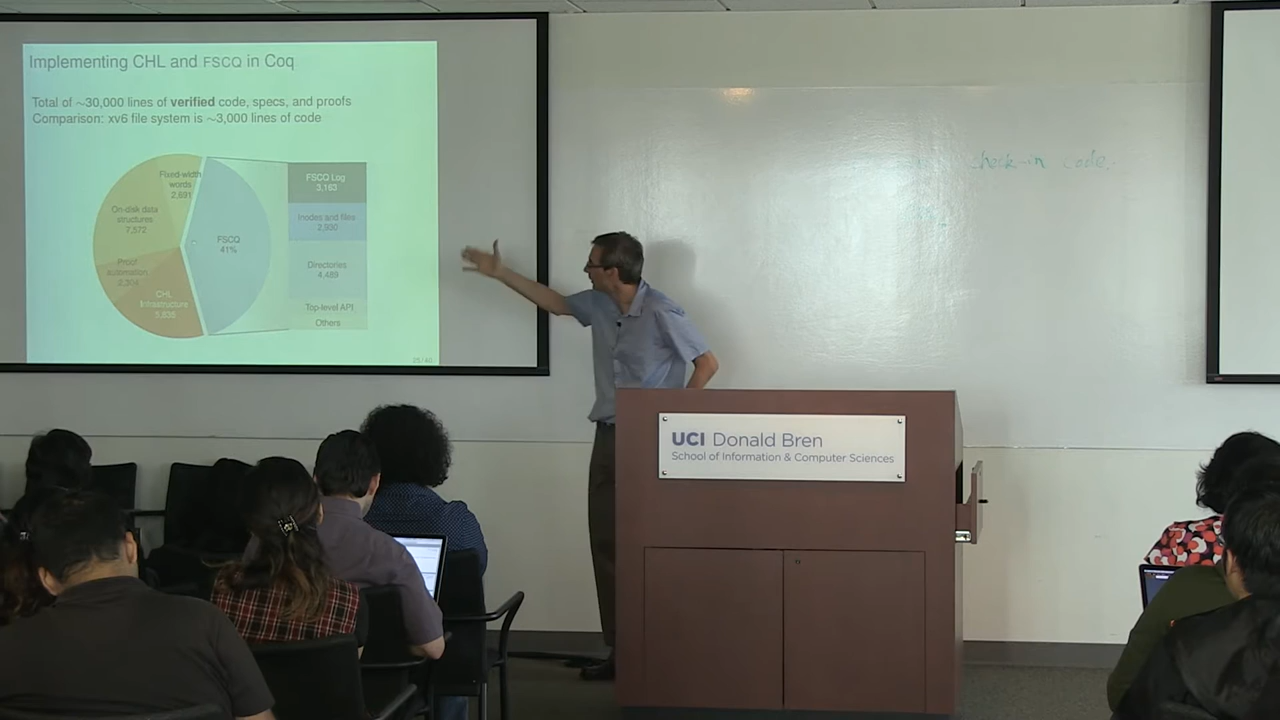 Implementing CHL and FSCQ in Coq
Total of ~30,000 lines of verified code, specs, and proofs
Comparison: xv6 file system is ~3,000 lines of code
Fixed-width
words
2,691
On-disk data
structures
7,572
Proof
automation
CHL
Infrastructure
FSCQ
41%
FSCQ Log
3,163
Inodes and files
2,930
Directories
4,489
Top-level API
Others
check-in code.
UCI Donald Bren
School of Information & Computer Sciences